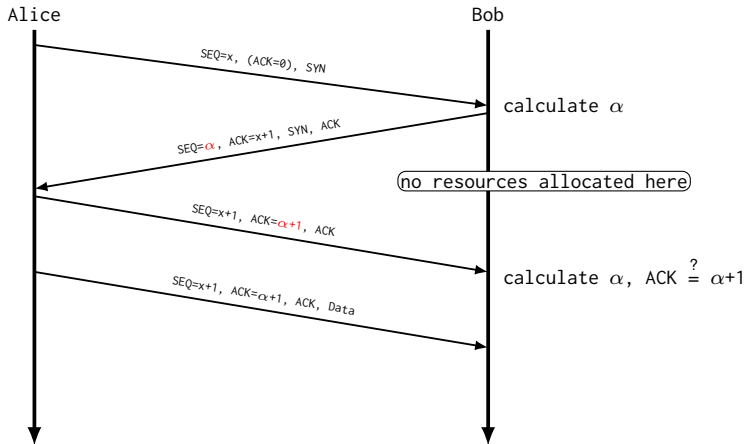 Alice
Bob
SEQ=x, (ACK=0), SYN
calculate α
SEQ=α, ACK=x+1, SYN, ACK
no resources allocated here
SEQ=x+1, ACK=α+1, ACK
calculate α, ACK ≟ α+1
SEQ=x+1, ACK=α+1, ACK, Data